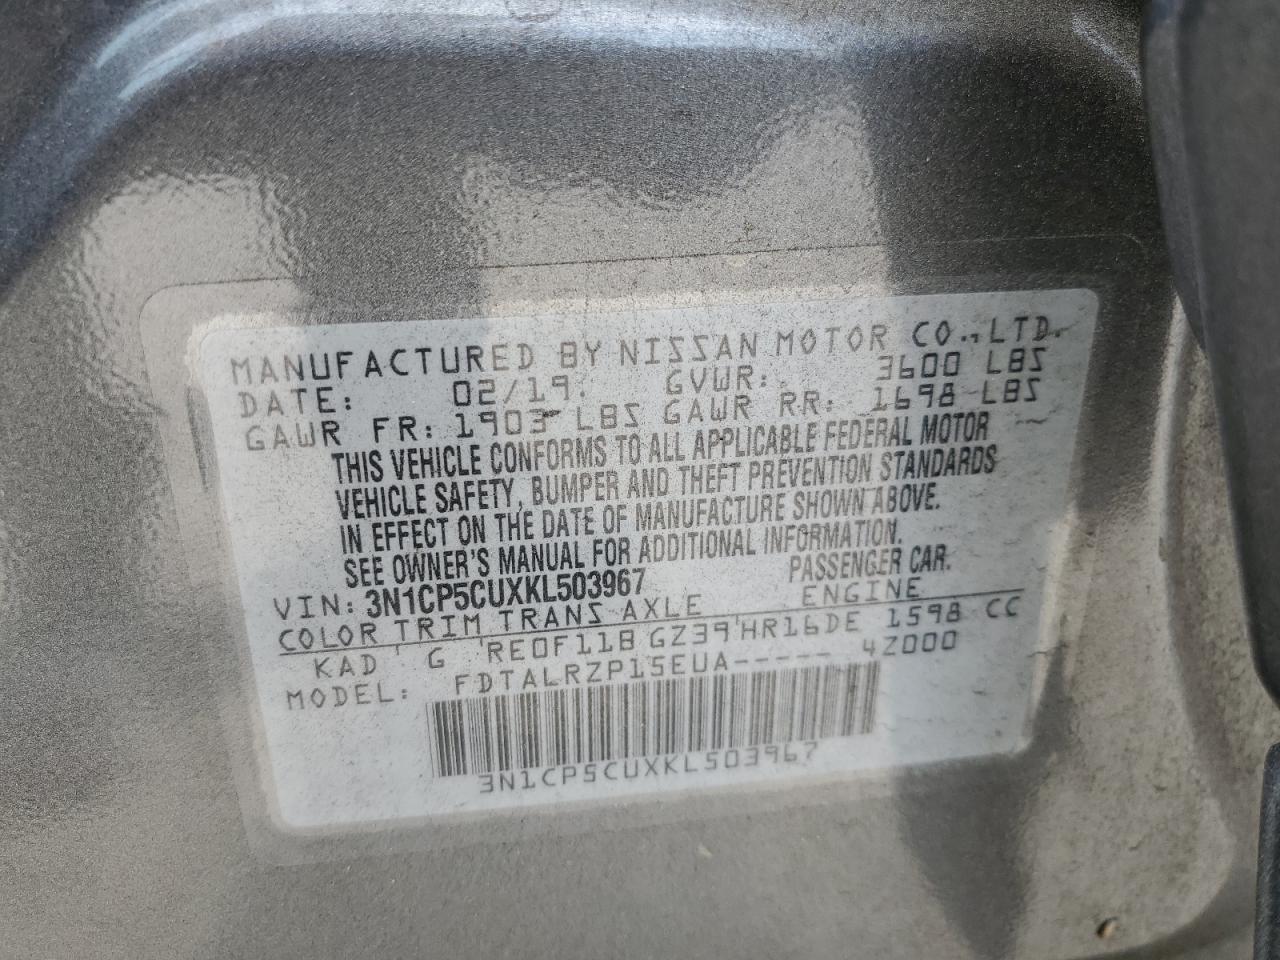 MANUFACTURED BY NISSAN MOTOR CO.,LTD.
DATE: 02/19. GVWR: 3600 LBS
GAWR FR: 1903 LBS GAWR RR: 1698 LBS
THIS VEHICLE CONFORMS TO ALL APPLICABLE FEDERAL MOTOR
VEHICLE SAFETY, BUMPER AND THEFT PREVENTION STANDARDS
IN EFFECT ON THE DATE OF MANUFACTURE SHOWN ABOVE.
SEE OWNER'S MANUAL FOR ADDITIONAL INFORMATION.
VIN: 3N1CP5CUXKL503967 PASSENGER CAR.
COLOR TRIM TRANS AXLE ENGINE
KAD G RE0F11B GZ39 HR16DE 1598 CC
MODEL: FDTALRZP15EUA----- 4Z000
3N1CP5CUXKL503967